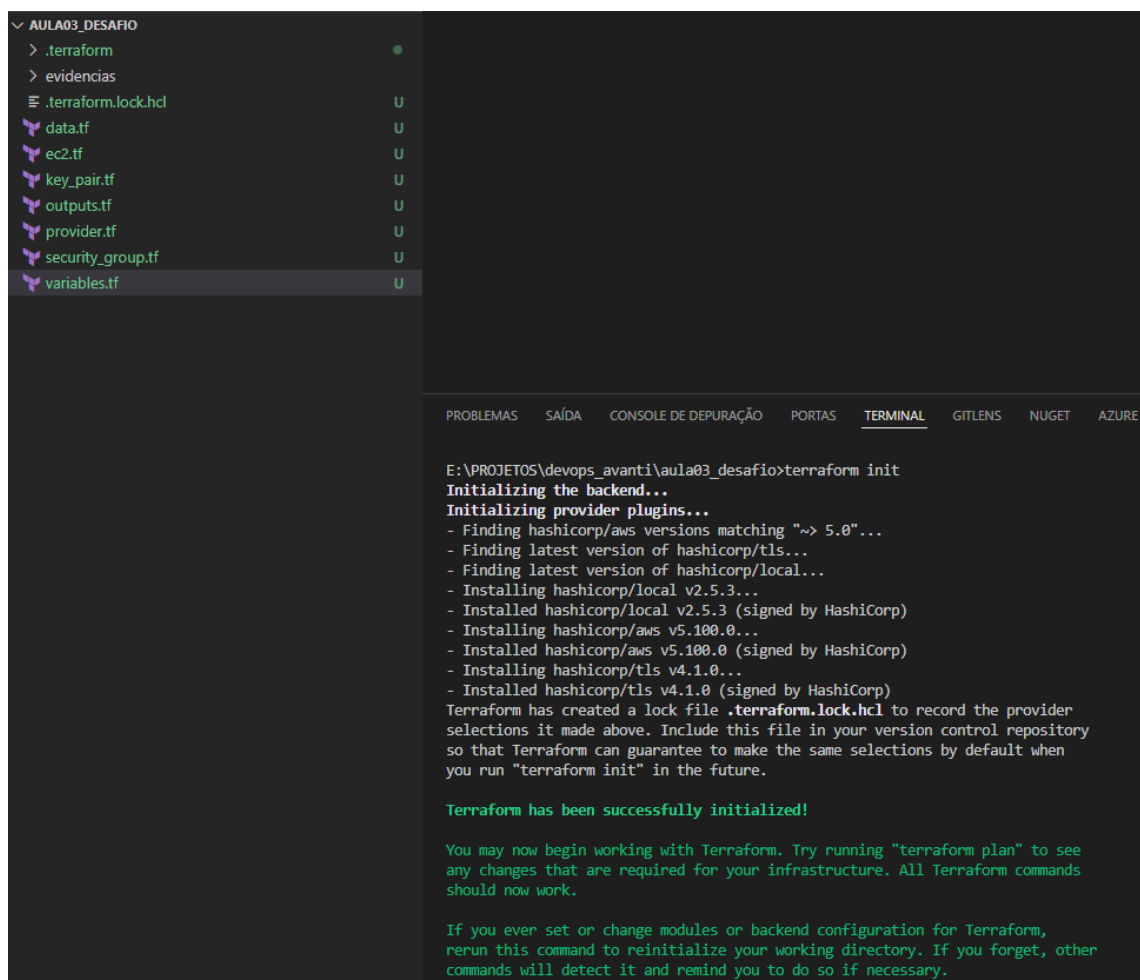 AULA03_DESAFIO
.terraform
evidencias
.terraform.lock.hcl U
data.tf U
ec2.tf U
key_pair.tf U
outputs.tf U
provider.tf U
security_group.tf U
variables.tf U
PROBLEMAS SAÍDA CONSOLE DE DEPURAÇÃO PORTAS TERMINAL GITLENS NUGET AZURE
E:\PROJETOS\devops_avanti\aula03_desafio>terraform init
Initializing the backend...
Initializing provider plugins...
- Finding hashicorp/aws versions matching "~> 5.0"...
- Finding latest version of hashicorp/tls...
- Finding latest version of hashicorp/local...
- Installing hashicorp/local v2.5.3...
- Installed hashicorp/local v2.5.3 (signed by HashiCorp)
- Installing hashicorp/aws v5.100.0...
- Installed hashicorp/aws v5.100.0 (signed by HashiCorp)
- Installing hashicorp/tls v4.1.0...
- Installed hashicorp/tls v4.1.0 (signed by HashiCorp)
Terraform has created a lock file .terraform.lock.hcl to record the provider
selections it made above. Include this file in your version control repository
so that Terraform can guarantee to make the same selections by default when
you run "terraform init" in the future.
Terraform has been successfully initialized!
You may now begin working with Terraform. Try running "terraform plan" to see
any changes that are required for your infrastructure. All Terraform commands
should now work.
If you ever set or change modules or backend configuration for Terraform,
rerun this command to reinitialize your working directory. If you forget, other
commands will detect it and remind you to do so if necessary.